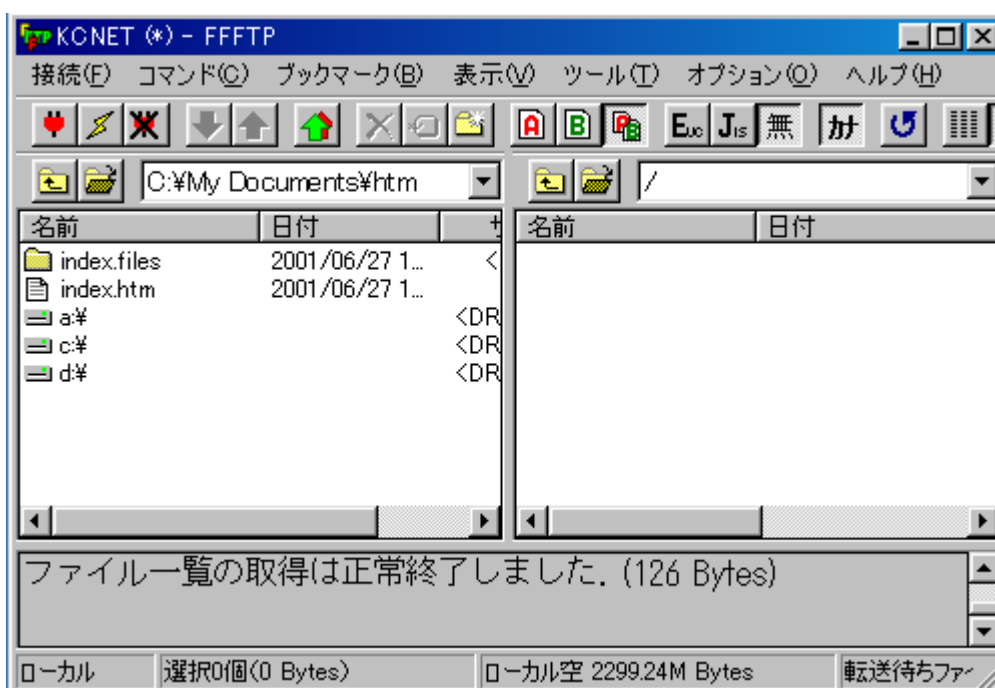 KCNET (*) - FFFTP
接続(F) コマンド(C) ブックマーク(B) 表示(V) ツール(T) オプション(O) ヘルプ(H)
A B Euc JIS 無 カナ
C:¥My Documents¥htm /
名前 日付 サ 名前 日付
index.files 2001/06/27 1... <
index.htm 2001/06/27 1...
a:¥ <DR
c:¥ <DR
d:¥ <DR
ファイル一覧の取得は正常終了しました. (126 Bytes)
ローカル 選択0個(0 Bytes) ローカル空 2299.24M Bytes 転送待ちファ